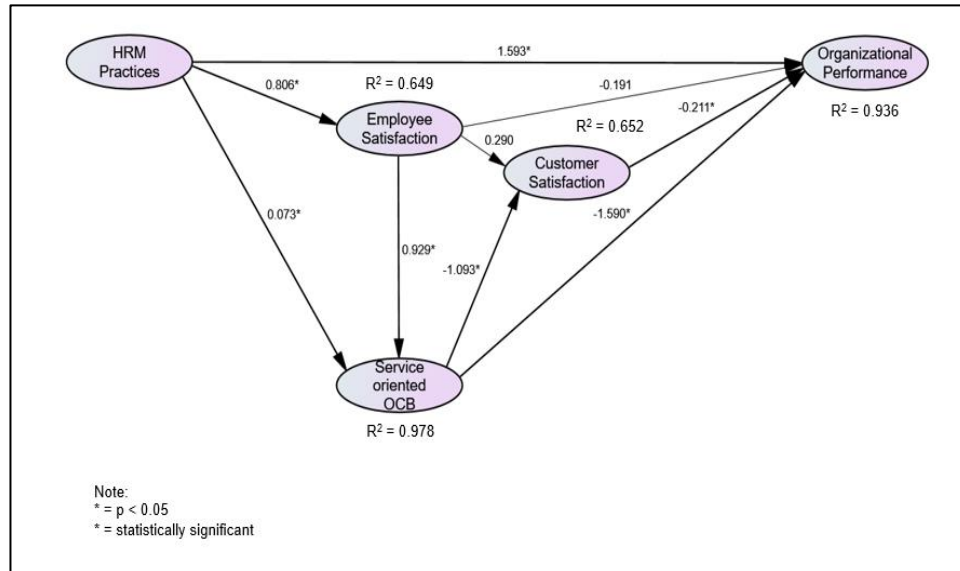 HRM
Practices
1.593*
Organizational
Performance
R² = 0.936
0.806*
R² = 0.649
Employee
Satisfaction
-0.191
-0.211*
0.290
R² = 0.652
Customer
Satisfaction
0.073*
0.929*
-1.093*
-1.590*
Service
oriented
OCB
R² = 0.978
Note:
* = p < 0.05
* = statistically significant